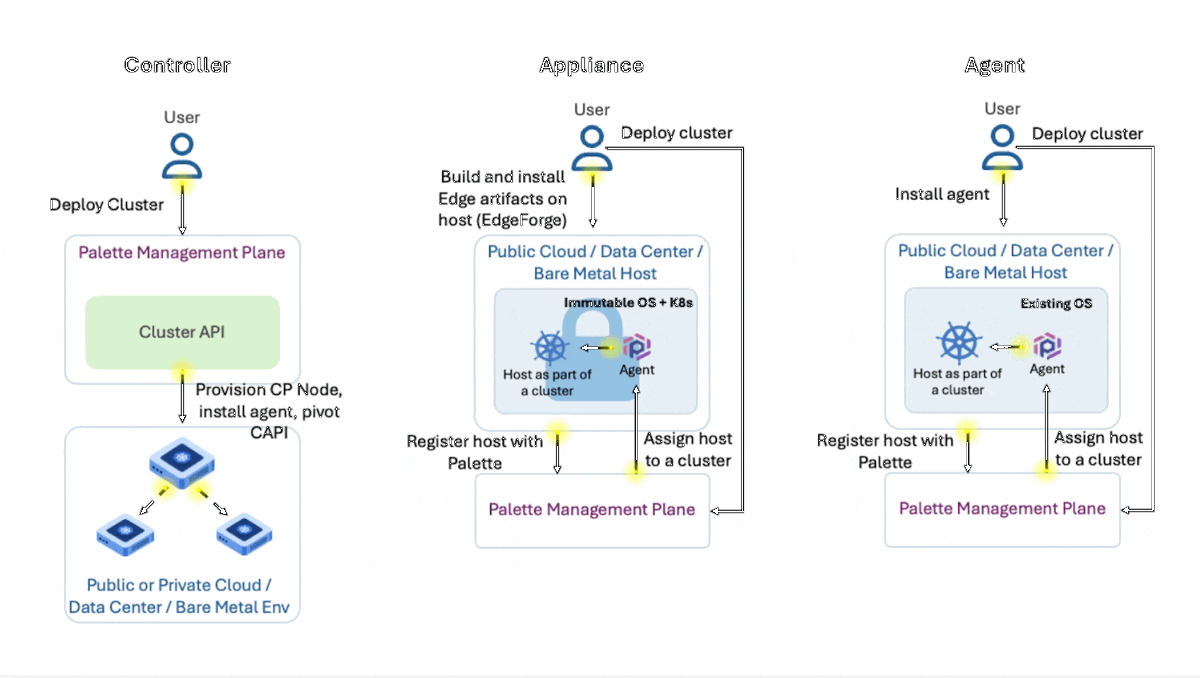 Controller
User
Deploy Cluster
Palette Management Plane
Cluster API
Provision CP Node,
install agent, pivot
CAPI
Public or Private Cloud /
Data Center / Bare Metal Env
Appliance
User
Deploy cluster
Build and install
Edge artifacts on
host (EdgeForge)
Public Cloud / Data Center /
Bare Metal Host
Immutable OS + K8s
Host as part of
a cluster
Agent
Register host with
Palette
Assign host
to a cluster
Palette Management Plane
Agent
User
Deploy cluster
Install agent
Public Cloud / Data Center /
Bare Metal Host
Existing OS
Host as part of
a cluster
Agent
Register host with
Palette
Assign host
to a cluster
Palette Management Plane